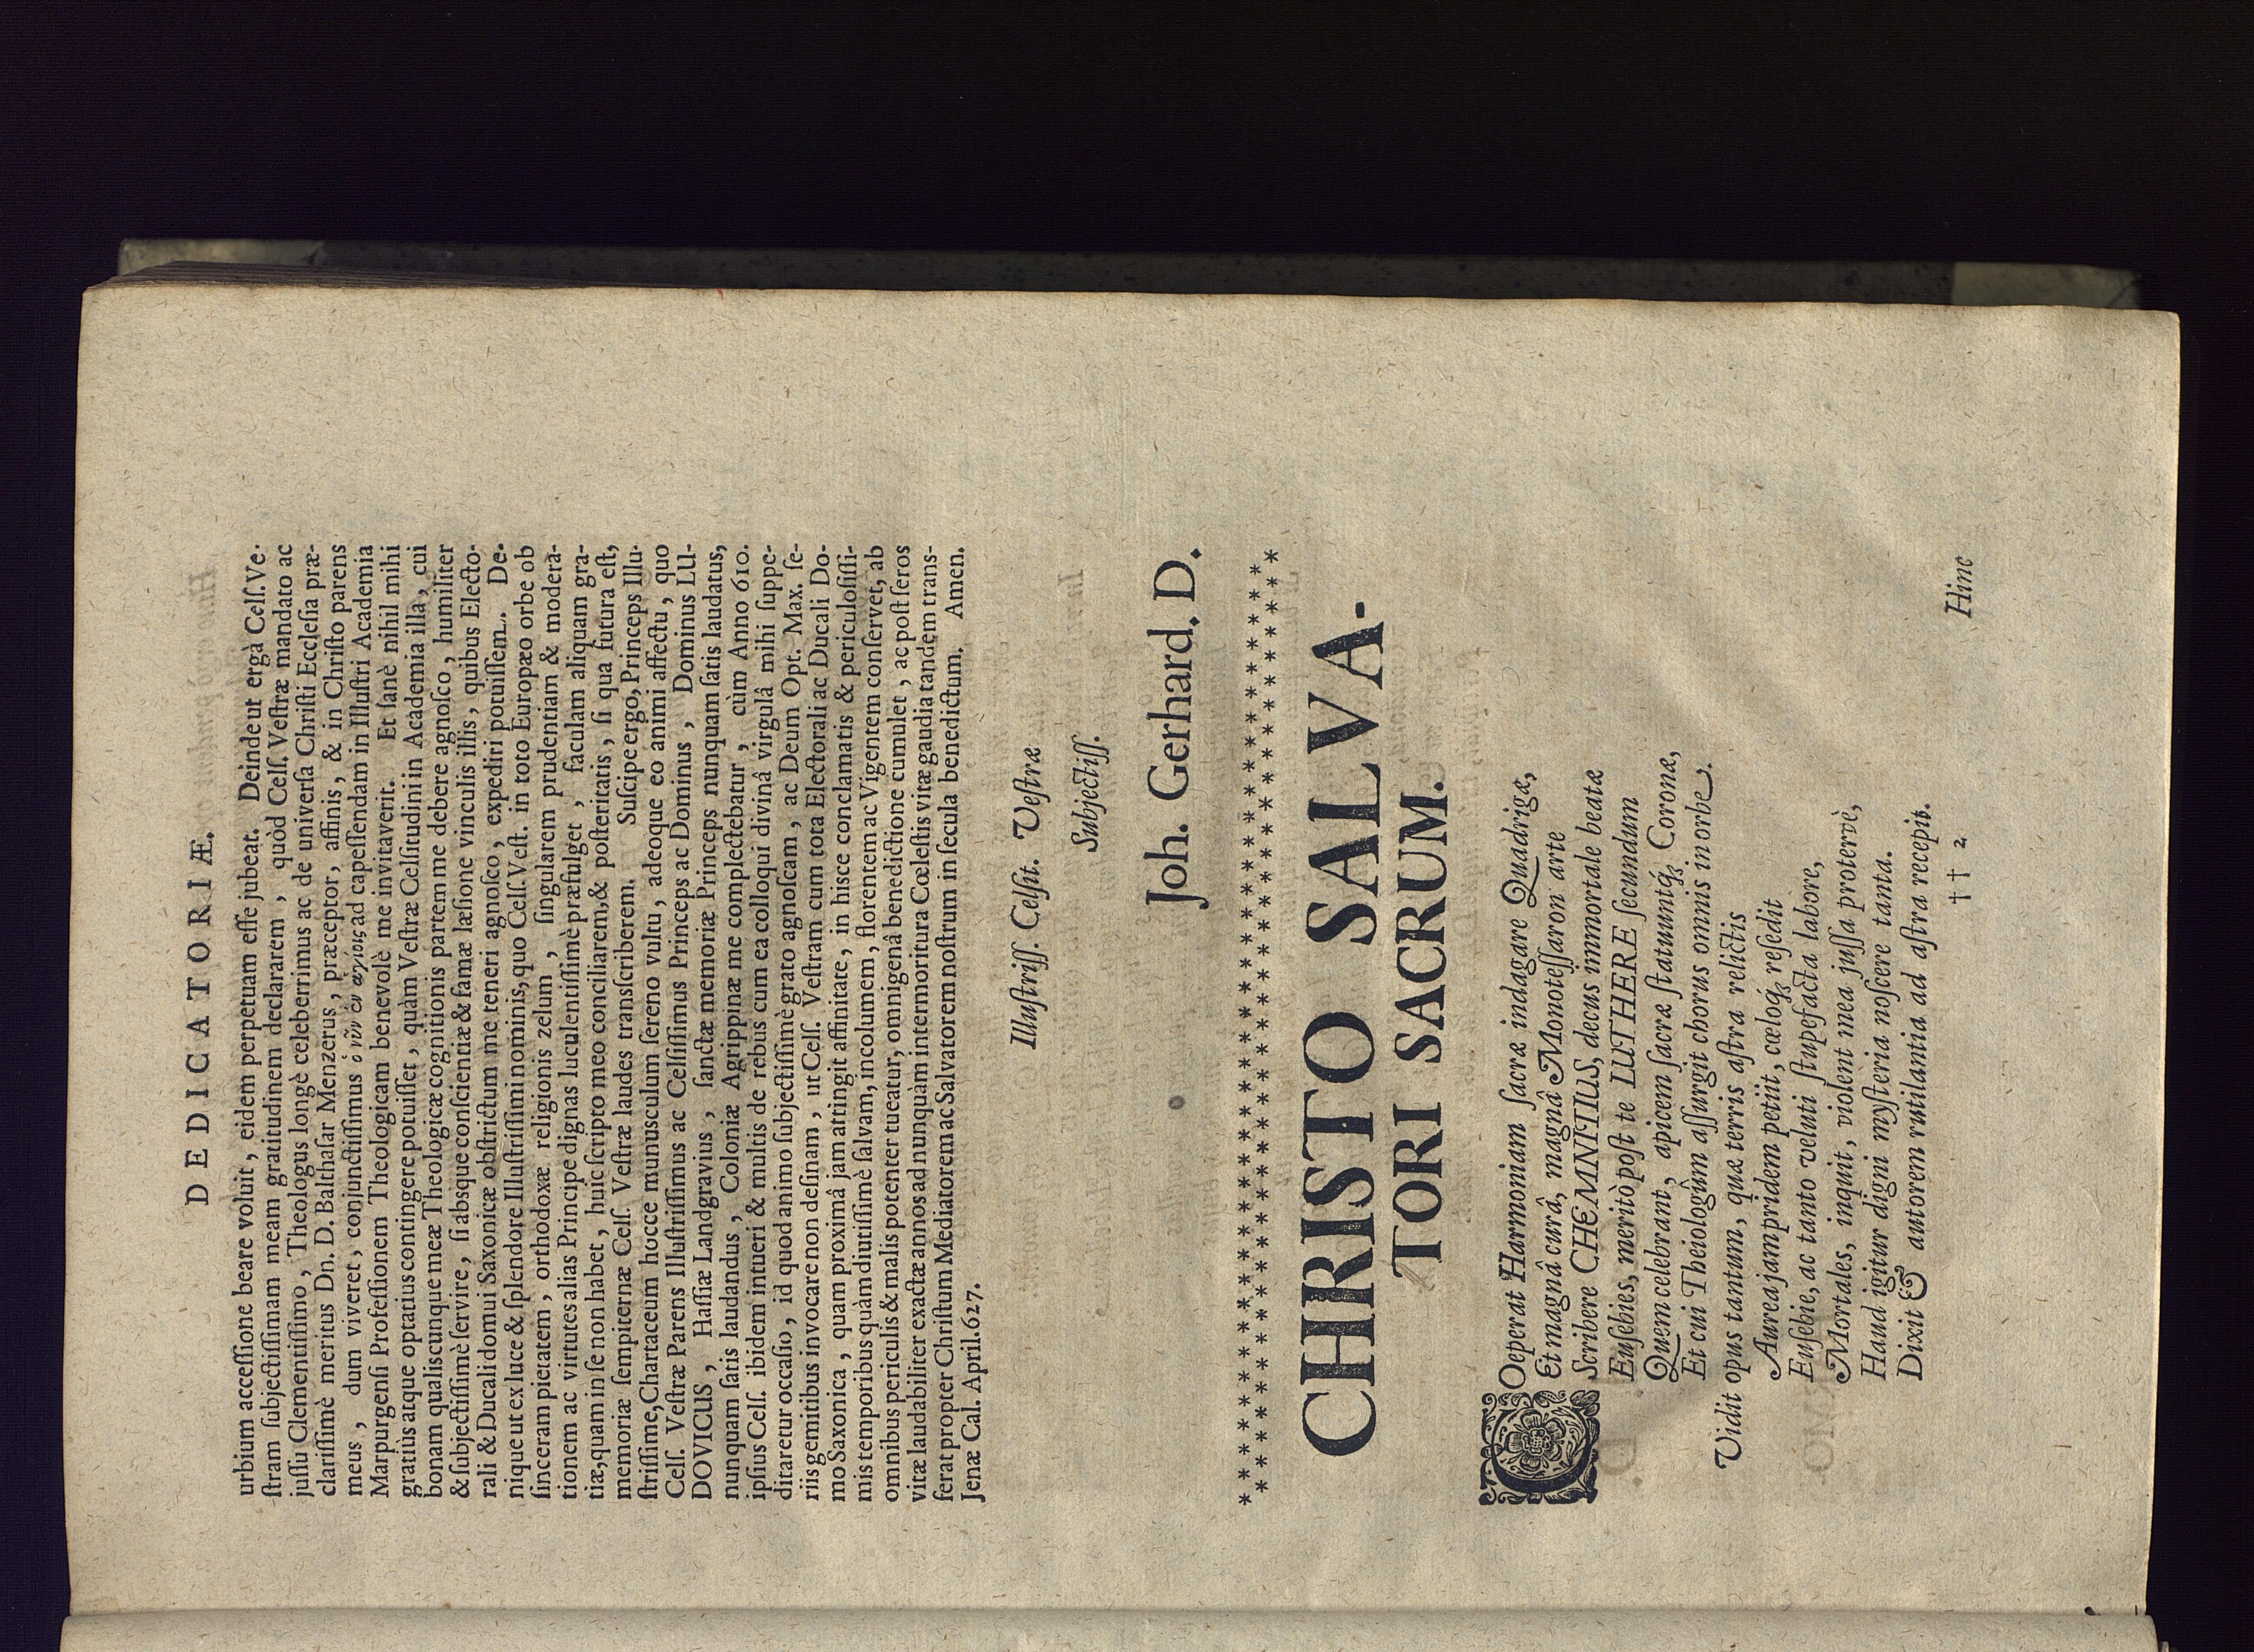 DEDICATORIÆ.
urbium accessione beare voluit, eidem perpetuam esse jubeat. Deinde ut ergà Cels. Ve-
stram subjectissimam meam gratitudinem declararem, quòd Cels. Vestræ mandato ac
jussu Clementissimo, Theologus longè celeberrimus ac de universa Christi Ecclesia præ-
clarissimè meritus Dn. D. Balthasar Menzerus, præceptor, affinis, & in Christo parens
meus, dum viveret, conjunctissimus ὁ νῦν ἐν ἁγίοις ad capessendam in Illustri Academia
Marpurgensi Professionem Theologicam benevolè me invitaverit. Et sanè nihil mihi
gratiùs atque optatius contingere potuisset, quàm Vestræ Celsitudini in Academia illa, cui
bonam qualiscunque meæ Theologicæ cognitionis partem me debere agnosco, humiliter
& subjectissimè servire, si absque conscientiæ & famæ læsione vinculis illis, quibus Electo-
rali & Ducali domui Saxonicæ obstrictum me teneri agnosco, expediri potuissem. De-
nique ut ex luce & splendore Illustrissimi nominis, quo Cels. Vest. in toto Europæo orbe ob
sinceram pietatem, orthodoxæ religionis zelum, singularem prudentiam & modera-
tionem ac virtutes alias Principe dignas luculentissimè præfulget, faculam aliquam gra-
tiæ, quam in se non habet, huic scripto meo conciliarem, & posteritatis, si qua futura est,
memoriæ sempiternæ Cels. Vestræ laudes transcriberem. Suscipe ergo, Princeps Illu-
strissime, Chartaceum hocce munusculum sereno vultu, adeoque eo animi affectu, quo
Cels. Vestræ Parens Illustrissimus ac Celsissimus Princeps ac Dominus, Dominus LU-
DOVICUS, Hassiæ Landgravius, sanctæ memoriæ Princeps nunquam satis laudatus,
nunquam satis laudandus, Coloniæ Agrippinæ me complectebatur, cùm Anno 610.
ipsius Cels. ibidem intueri & multis de rebus cum ea colloqui divinâ virgulâ mihi suppe-
ditaretur occasio, id quod animo subjectissimè grato agnoscam, ac Deum Opt. Max. se-
riis gemitibus invocare non desinam, ut Cels. Vestram cum tota Electorali ac Ducali Do-
mo Saxonica, quam proximâ jam attingit affinitate, in hisce conclamatis & periculosissi-
mis temporibus quàm diutissimè salvam, incolumem, florentem ac Vigentem conservet, ab
omnibus periculis & malis potenter tueatur, omnigenâ benedictione cumulet, ac post seros
vitæ laudabiliter exactæ annos ad nunquàm intermoritura Cœlestis vitæ gaudia tandem trans-
ferat propter Christum Mediatorem ac Salvatorem nostrum in secula benedictum. Amen.
Jenæ Cal. April. 627.
Illustriss. Celsit. Vestræ
Subjectiss.
Joh. Gerhard. D.
CHRISTO SALVA-
TORI SACRUM.
COeperat Harmoniam sacræ indagare Quadrigæ,
Et magnâ curâ, magnâ Monotessaron arte
Scribere CHEMNITIUS, decus immortale beatæ
Eusebies, meritò post te LUTHERE secundum
Quem celebrant, apicem sacræ statuuntq́; Coronæ,
Et cui Theiologûm assurgit chorus omnis in orbe.
Vidit opus tantum, quæ terris astra relictis
Aurea jampridem petiit, cœloq́; resedit
Eusebie, ac tanto veluti stupefacta labore,
Mortales, inquit, violent mea jussa protervè,
Haud igitur digni mysteria noscere tanta.
Dixit & autorem rutilantia ad astra recepit.
†† 2
Hinc